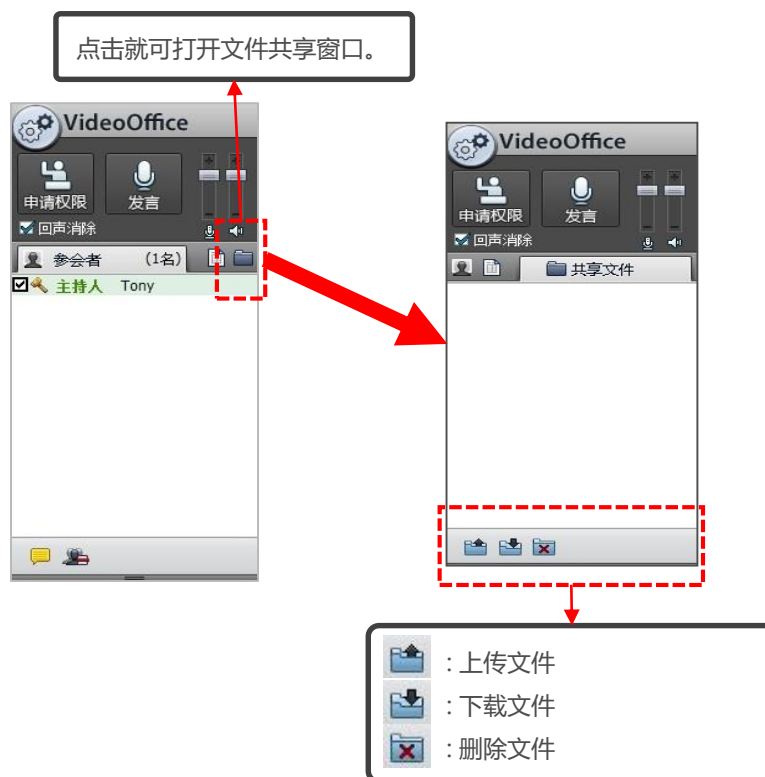 点击就可打开文件共享窗口。
VideoOffice
申请权限 发言
回声消除
参会者 (1名)
主持人 Tony
VideoOffice
申请权限 发言
回声消除
共享文件
: 上传文件
: 下载文件
: 删除文件